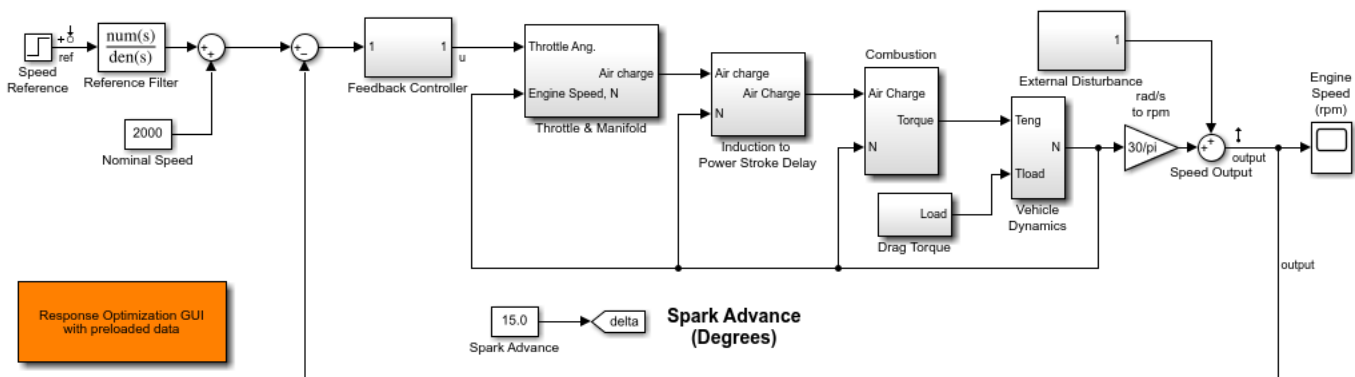 ref
Speed
Reference
num(s)
den(s)
Reference Filter
2000
Nominal Speed
1 1
Feedback Controller
u
Throttle Ang.
Air charge
Engine Speed, N
Throttle & Manifold
Air charge
Air Charge
N
Induction to
Power Stroke Delay
Combustion
Air Charge
Torque
N
Load
Drag Torque
Teng
N
Tload
Vehicle
Dynamics
1
External Disturbance
rad/s
to rpm
30/pi
output
Speed Output
Engine
Speed
(rpm)
output
Response Optimization GUI
with preloaded data
15.0
Spark Advance
delta
Spark Advance
(Degrees)